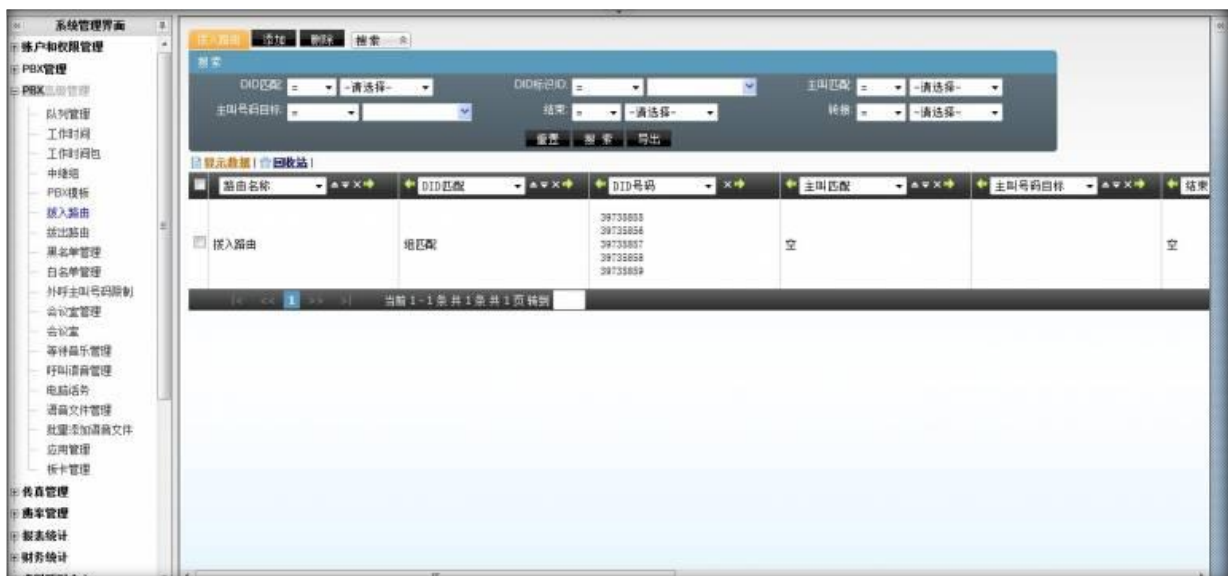 系统管理界面
账户和权限管理
PBX管理
PBX高级管理
队列管理
工作时间
工作时间包
中继组
PBX模板
拨入路由
拨出路由
黑名单管理
白名单管理
外呼主叫号码限制
会议室管理
会议室
等待音乐管理
呼叫语音管理
电脑话务
语音文件管理
批量添加语音文件
应用管理
板卡管理
传真管理
费率管理
报表统计
财务统计
拨入路由 添加 删除 搜索
搜索
DID匹配: = -请选择- DID标识ID: = 主叫匹配: = -请选择-
主叫号码目标: = 结束: = -请选择- 转接: = -请选择-
重置 搜索 导出
显示数据 | 回收站 |
路由名称 DID匹配 DID号码 主叫匹配 主叫号码目标 结束
拨入路由 组匹配 39735855 空 空
39735856
39735857
39735858
39735859
|< << 1 >> >| 当前 1-1 条 共 1 条 共 1 页 转到